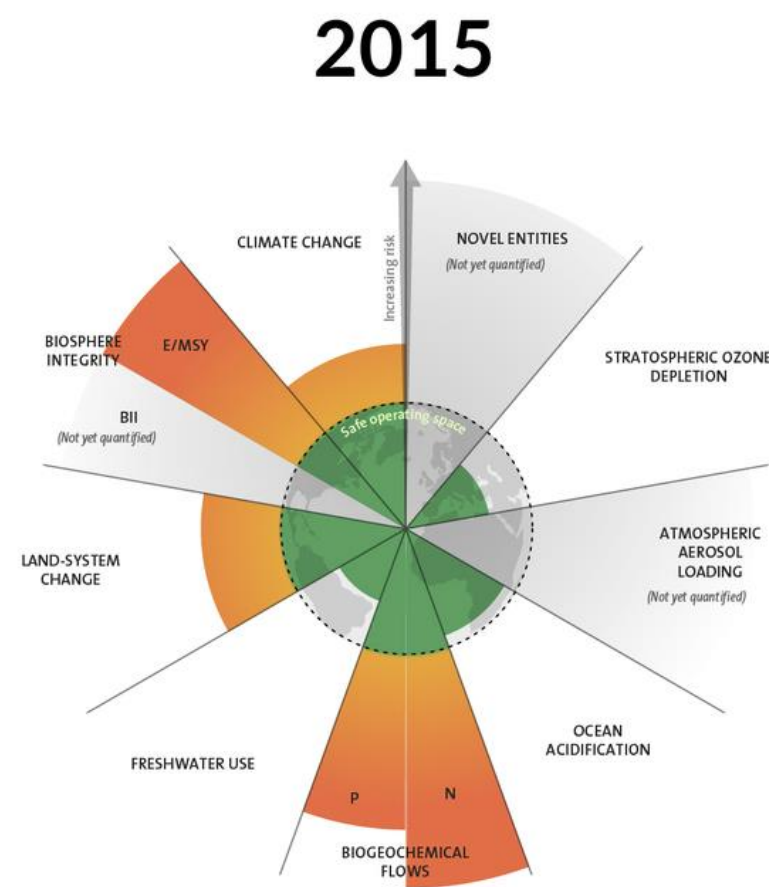 2015
CLIMATE CHANGE
Increasing risk
NOVEL ENTITIES
(Not yet quantified)
BIOSPHERE
INTEGRITY
E/MSY
BII
(Not yet quantified)
STRATOSPHERIC OZONE
DEPLETION
Safe operating space
LAND-SYSTEM
CHANGE
ATMOSPHERIC
AEROSOL
LOADING
(Not yet quantified)
FRESHWATER USE
OCEAN
ACIDIFICATION
P
N
BIOGEOCHEMICAL
FLOWS